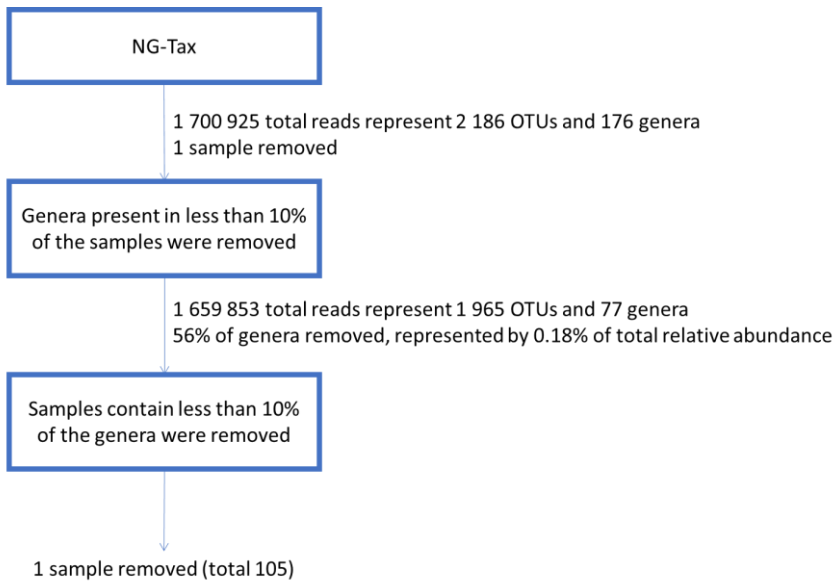 NG-Tax
1 700 925 total reads represent 2 186 OTUs and 176 genera
1 sample removed
Genera present in less than 10%
of the samples were removed
1 659 853 total reads represent 1 965 OTUs and 77 genera
56% of genera removed, represented by 0.18% of total relative abundance
Samples contain less than 10%
of the genera were removed
1 sample removed (total 105)